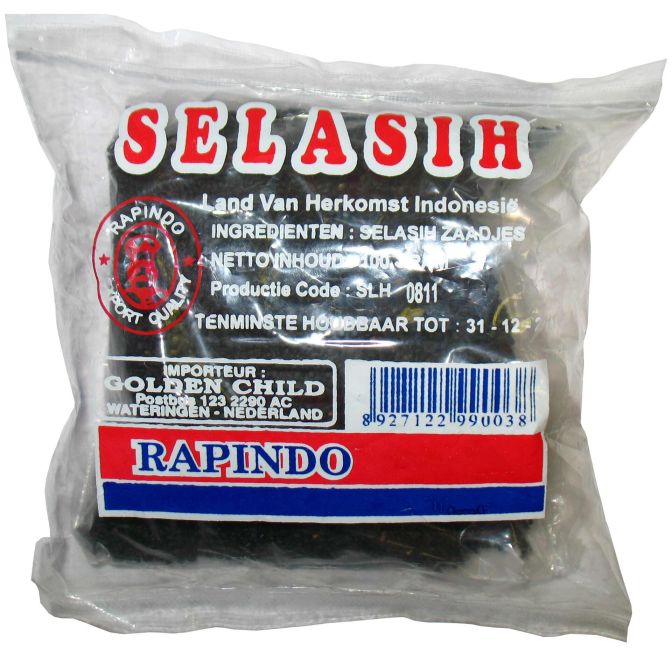 SELASIH
Land Van Herkomst Indonesië
RAPINDO
EXPORT QUALITY
INGREDIENTEN : SELASIH ZAADJES
NETTO INHOUD : 100
Productie Code : SLH 0811
TENMINSTE HOUDBAAR TOT : 31 - 12 -
IMPORTEUR :
GOLDEN CHILD
Postbus 123 2290 AC
WATERINGEN - NEDERLAND
8 927122 990038
RAPINDO